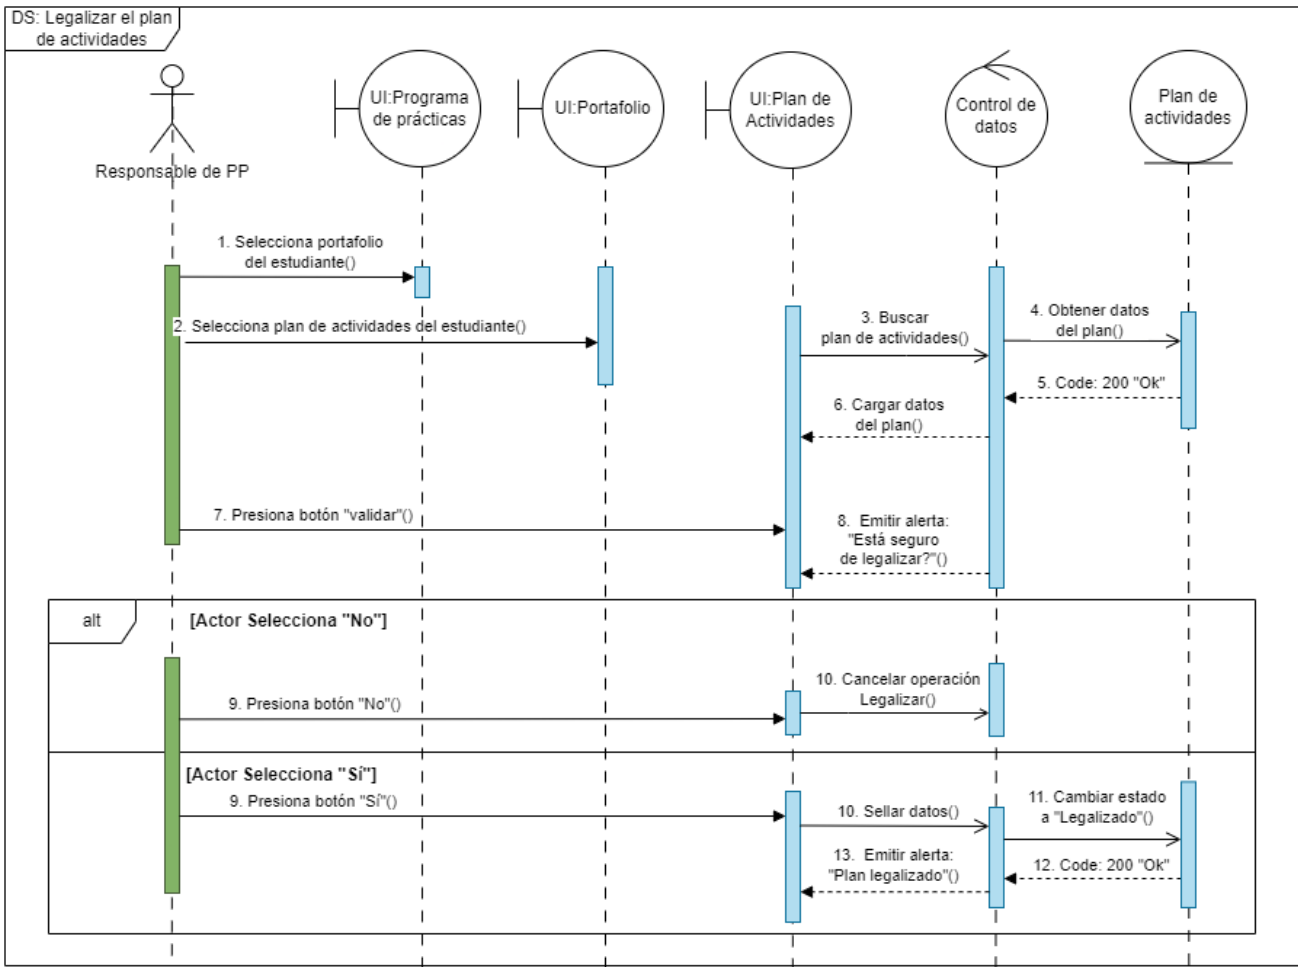 DS: Legalizar el plan
de actividades
Responsable de PP
UI:Programa
de prácticas
UI:Portafolio
UI:Plan de
Actividades
Control de
datos
Plan de
actividades
1. Selecciona portafolio
del estudiante()
2. Selecciona plan de actividades del estudiante()
3. Buscar
plan de actividades()
4. Obtener datos
del plan()
5. Code: 200 "Ok"
6. Cargar datos
del plan()
7. Presiona botón "validar"()
8. Emitir alerta:
"Está seguro
de legalizar?"()
alt
[Actor Selecciona "No"]
9. Presiona botón "No"()
10. Cancelar operación
Legalizar()
[Actor Selecciona "Sí"]
9. Presiona botón "Sí"()
10. Sellar datos()
11. Cambiar estado
a "Legalizado"()
12. Code: 200 "Ok"
13. Emitir alerta:
"Plan legalizado"()